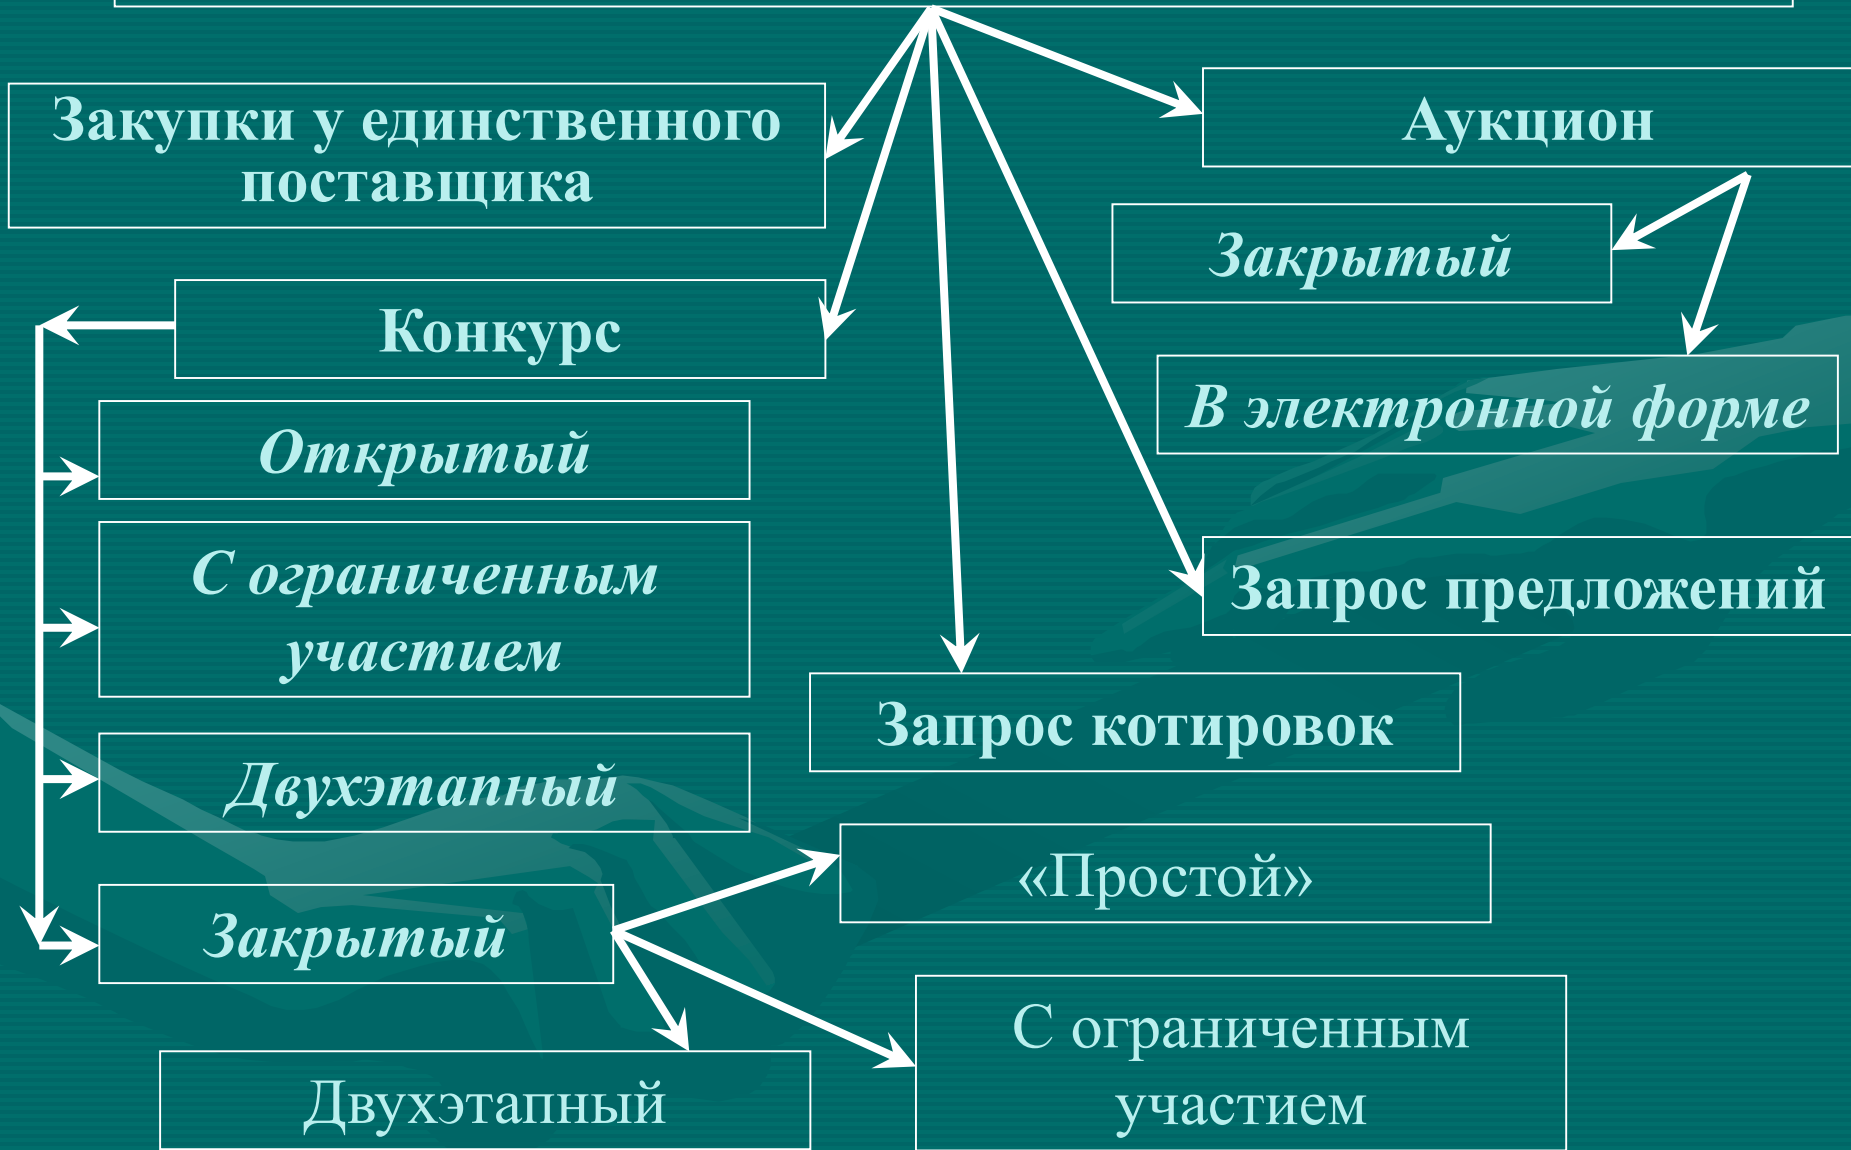 Закупки у единственного
поставщика
Аукцион
Закрытый
Конкурс
В электронной форме
Открытый
С ограниченным
участием
Запрос предложений
Запрос котировок
Двухэтапный
«Простой»
Закрытый
С ограниченным
участием
Двухэтапный